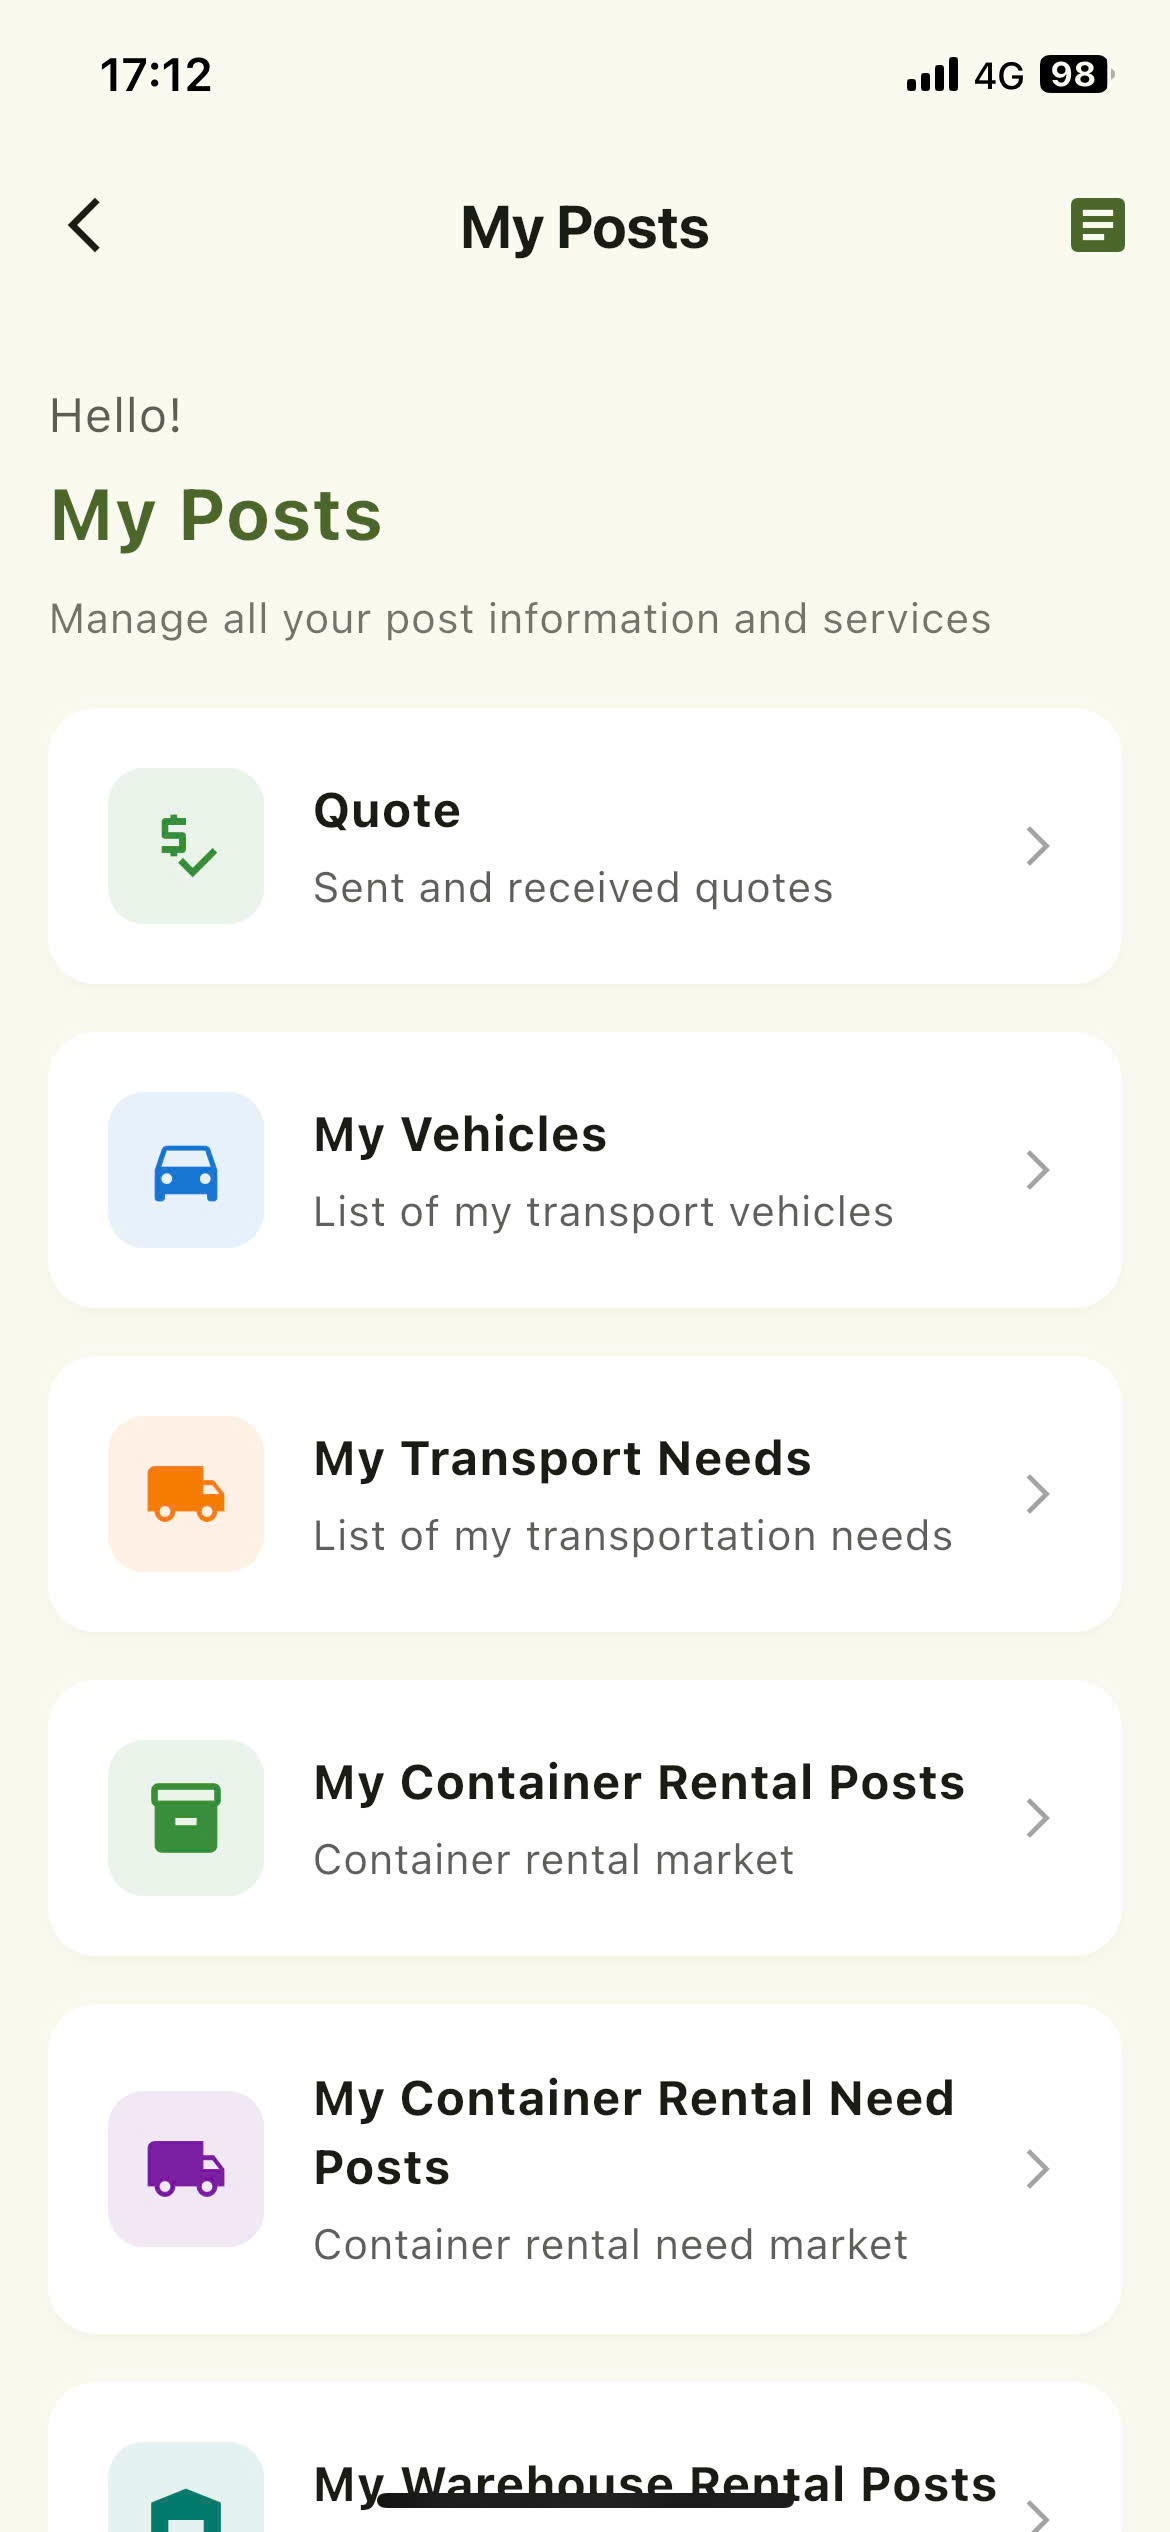 17:12
4G 98
My Posts
Hello!
My Posts
Manage all your post information and services
Quote
Sent and received quotes
My Vehicles
List of my transport vehicles
My Transport Needs
List of my transportation needs
My Container Rental Posts
Container rental market
My Container Rental Need
Posts
Container rental need market
My Warehouse Rental Posts